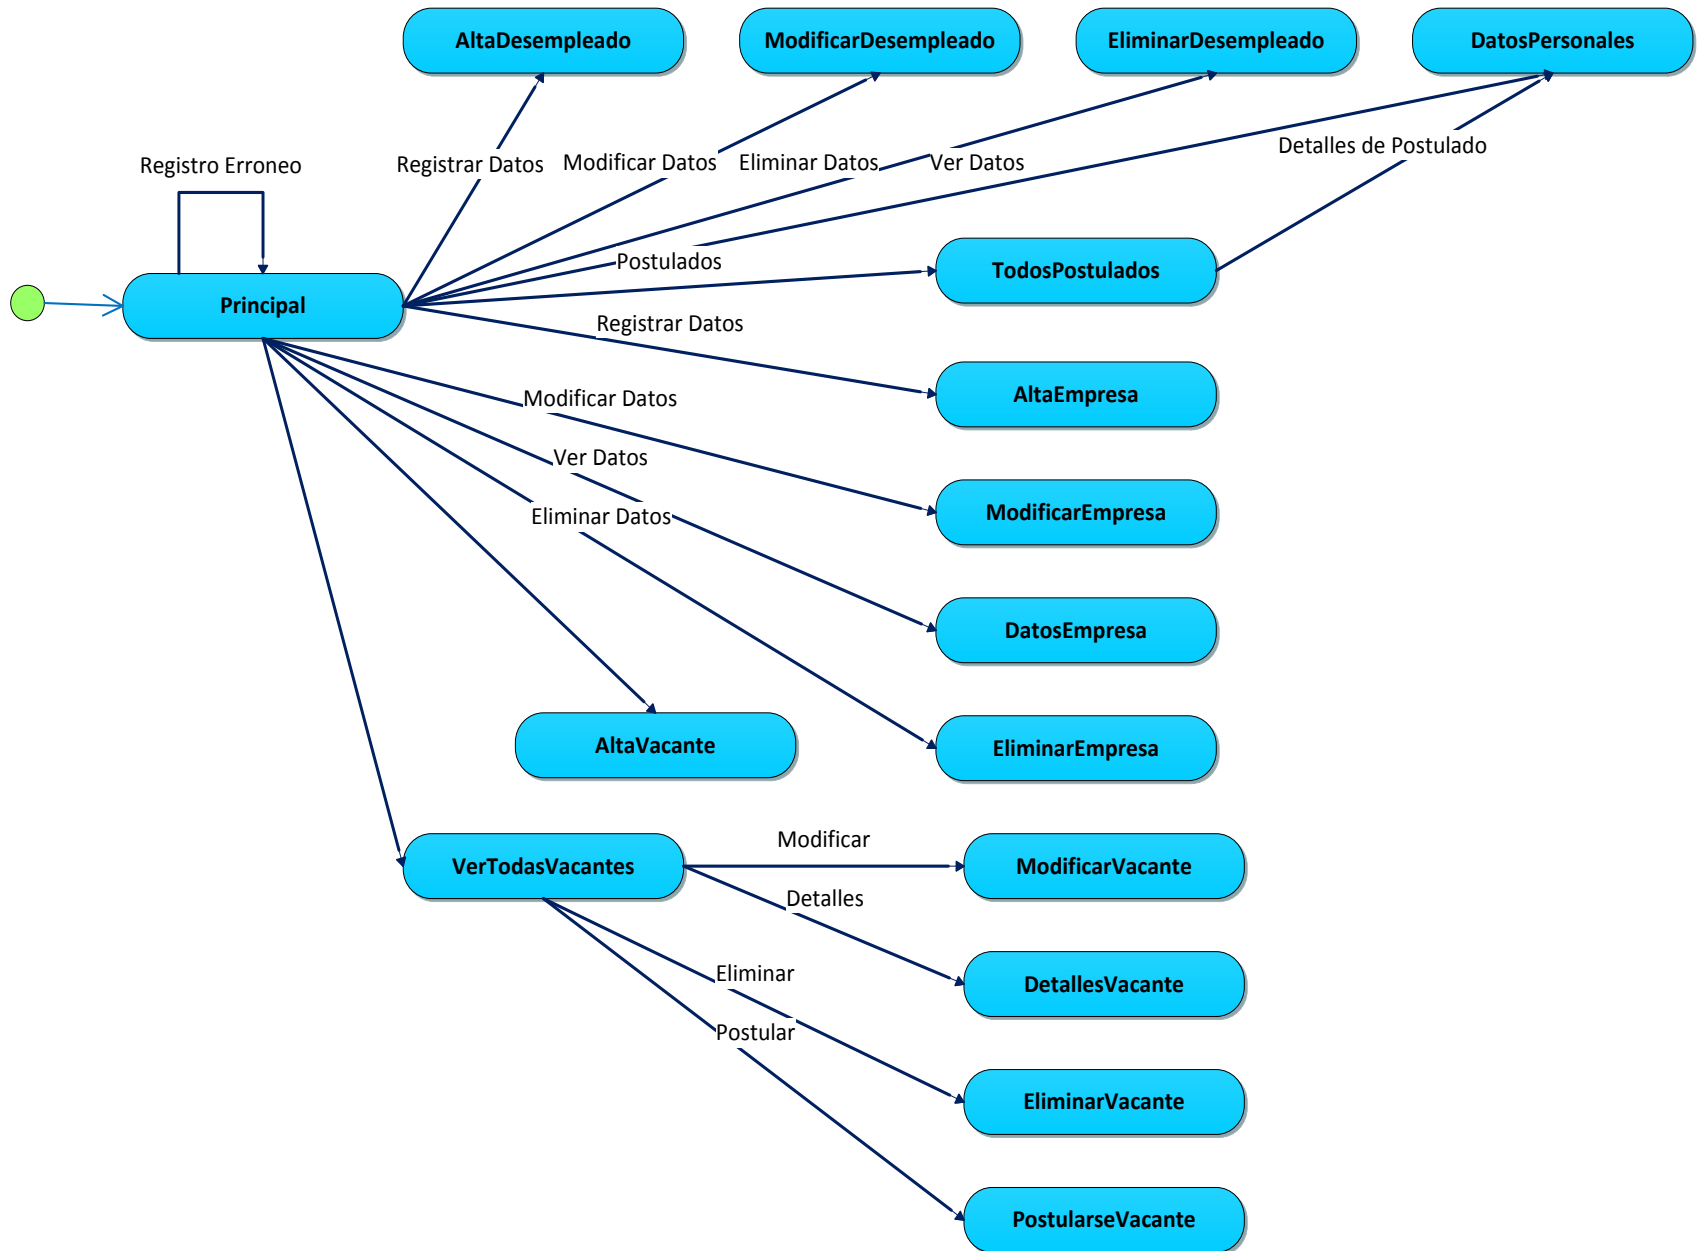 AltaDesempleado
ModificarDesempleado
EliminarDesempleado
DatosPersonales
Detalles de Postulado
Registro Erroneo
Registrar Datos
Modificar Datos
Eliminar Datos
Ver Datos
Postulados
TodosPostulados
Principal
Registrar Datos
AltaEmpresa
Modificar Datos
Ver Datos
ModificarEmpresa
Eliminar Datos
DatosEmpresa
AltaVacante
EliminarEmpresa
Modificar
VerTodasVacantes
ModificarVacante
Detalles
Eliminar
DetallesVacante
Postular
EliminarVacante
PostularseVacante